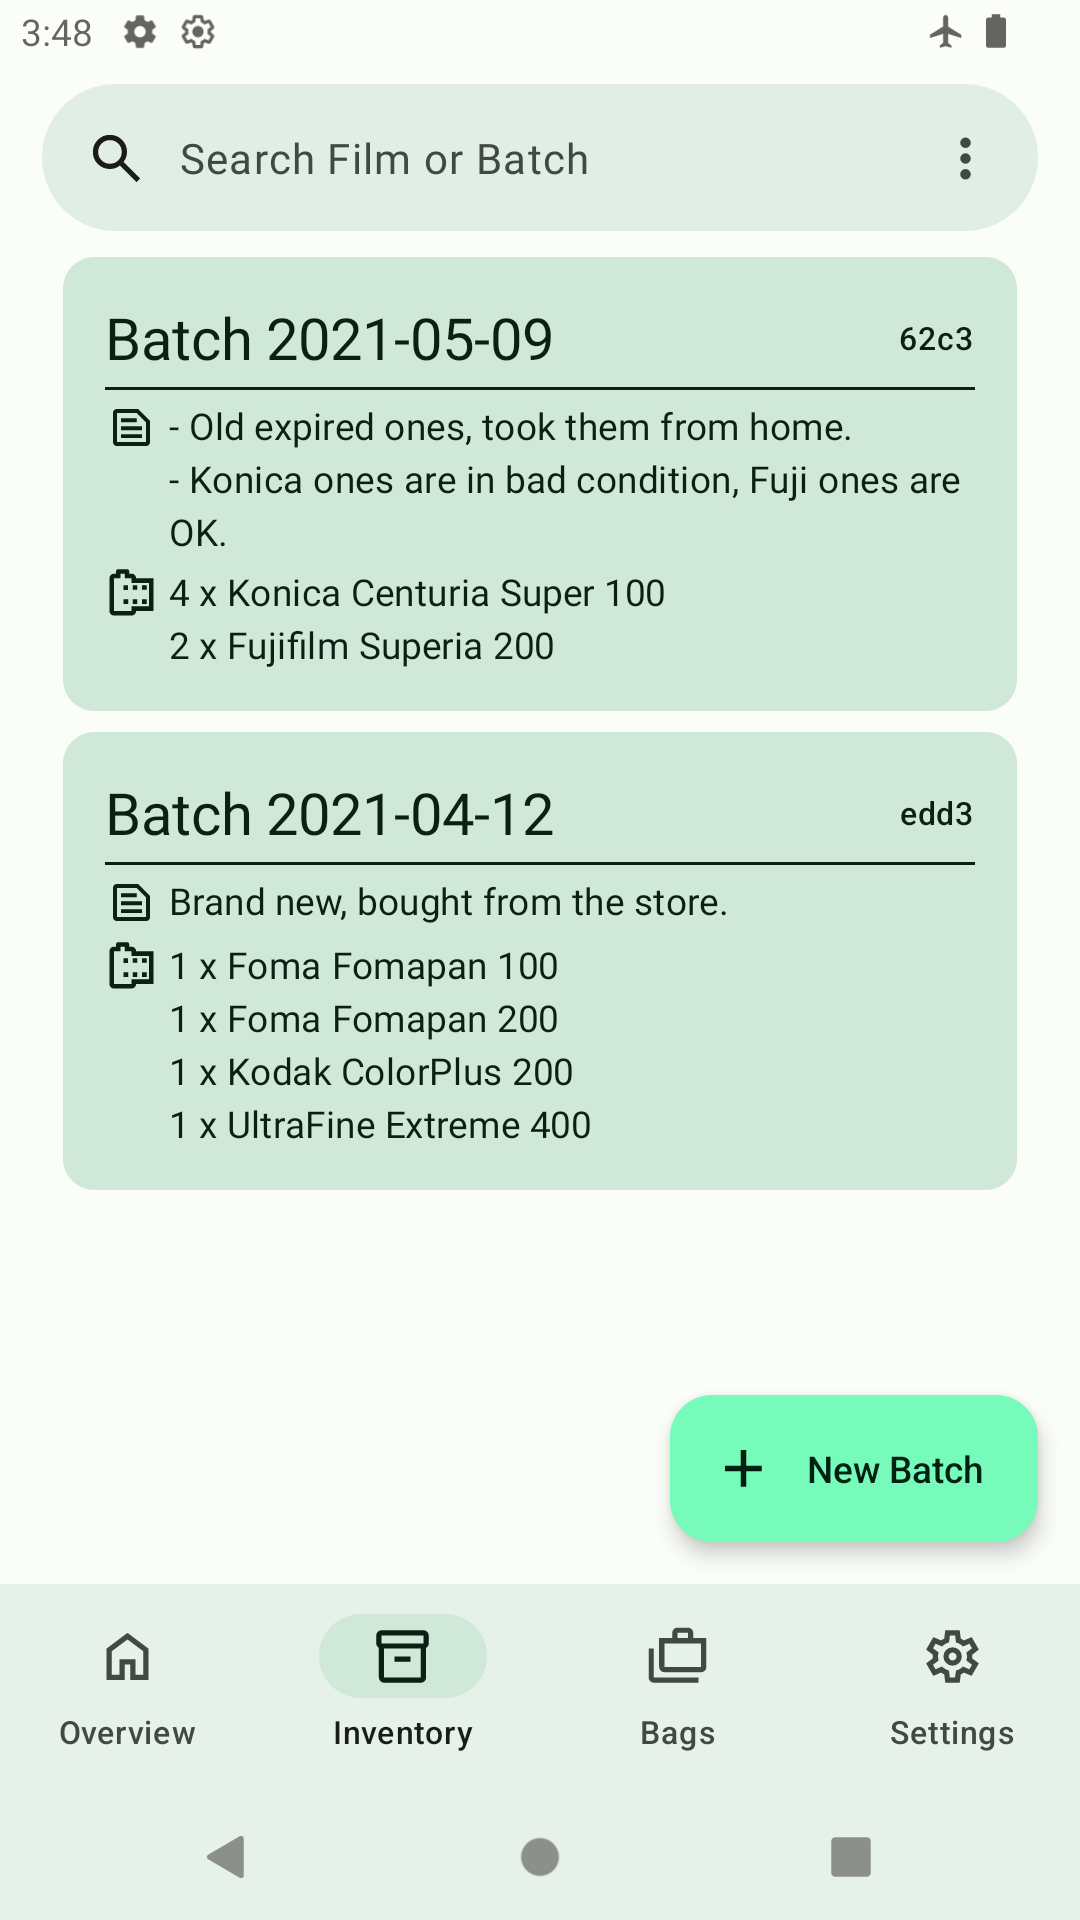 3:48
Search Film or Batch
Batch 2021-05-09
62c3
- Old expired ones, took them from home.
- Konica ones are in bad condition, Fuji ones are
OK.
4 x Konica Centuria Super 100
2 x Fujifilm Superia 200
Batch 2021-04-12
edd3
Brand new, bought from the store.
1 x Foma Fomapan 100
1 x Foma Fomapan 200
1 x Kodak ColorPlus 200
1 x UltraFine Extreme 400
New Batch
Overview
Inventory
Bags
Settings